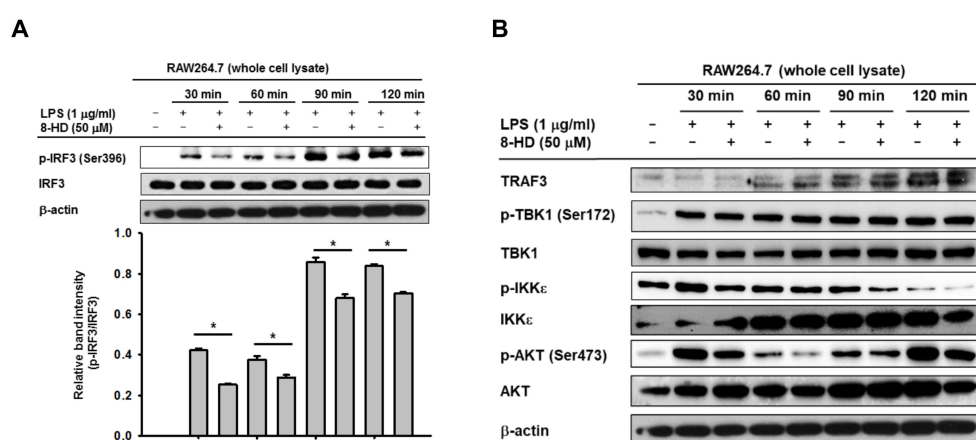 A
RAW264.7 (whole cell lysate)
30 min 60 min 90 min 120 min
LPS (1 µg/ml) – + + + + + + + +
8-HD (50 µM) – – + – + – + – +
p-IRF3 (Ser396)
IRF3
β-actin
1.0
0.8
0.6
0.4
0.2
0.0
Relative band intensity
(p-IRF3/IRF3)
* * * *
B
RAW264.7 (whole cell lysate)
30 min 60 min 90 min 120 min
LPS (1 µg/ml) – + + + + + + + +
8-HD (50 µM) – – + – + – + – +
TRAF3
p-TBK1 (Ser172)
TBK1
p-IKKε
IKKε
p-AKT (Ser473)
AKT
β-actin